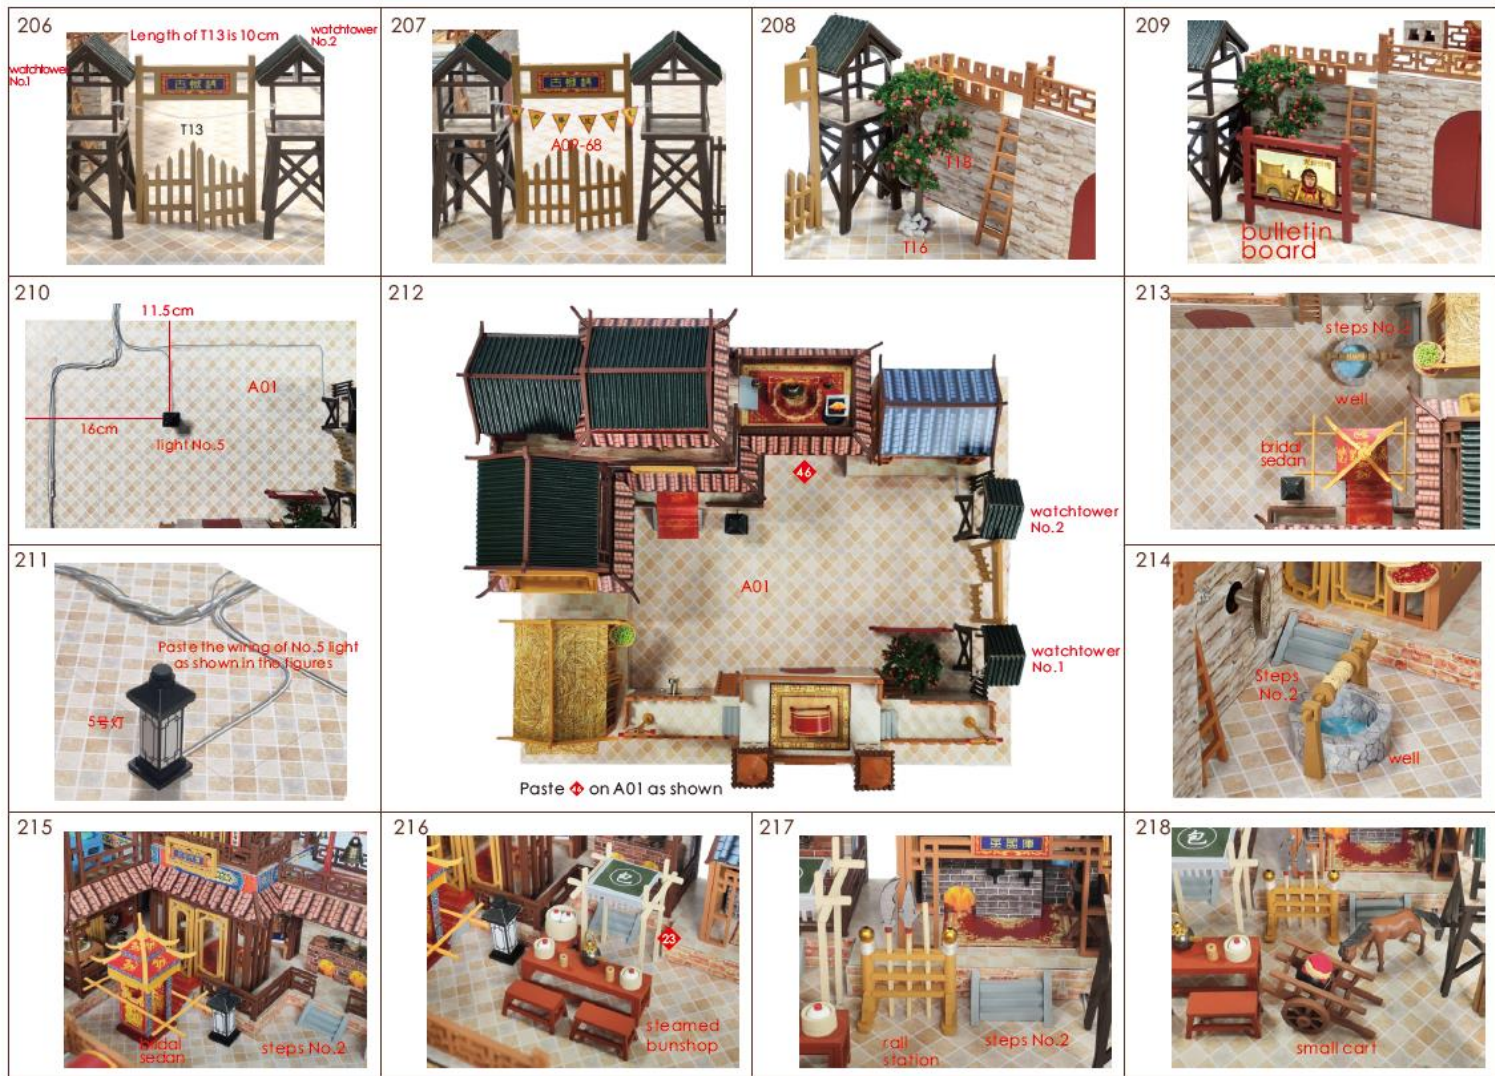 206
Length of T13 is 10cm
watchtower
No.2
watchtower
No.1
T13
207
A09-68
208
T18
T16
209
bulletin
board
210
11.5cm
A01
16cm
light No.5
211
Paste the wiring of No.5 light
as shown in the figures
5号灯
212
46
watchtower
No.2
A01
watchtower
No.1
Paste 46 on A01 as shown
213
steps No.2
well
bridal
sedan
214
Steps
No.2
well
215
bridal
sedan
steps No.2
216
包
23
steamed
bunshop
217
rall
station
steps No.2
218
包
small cart